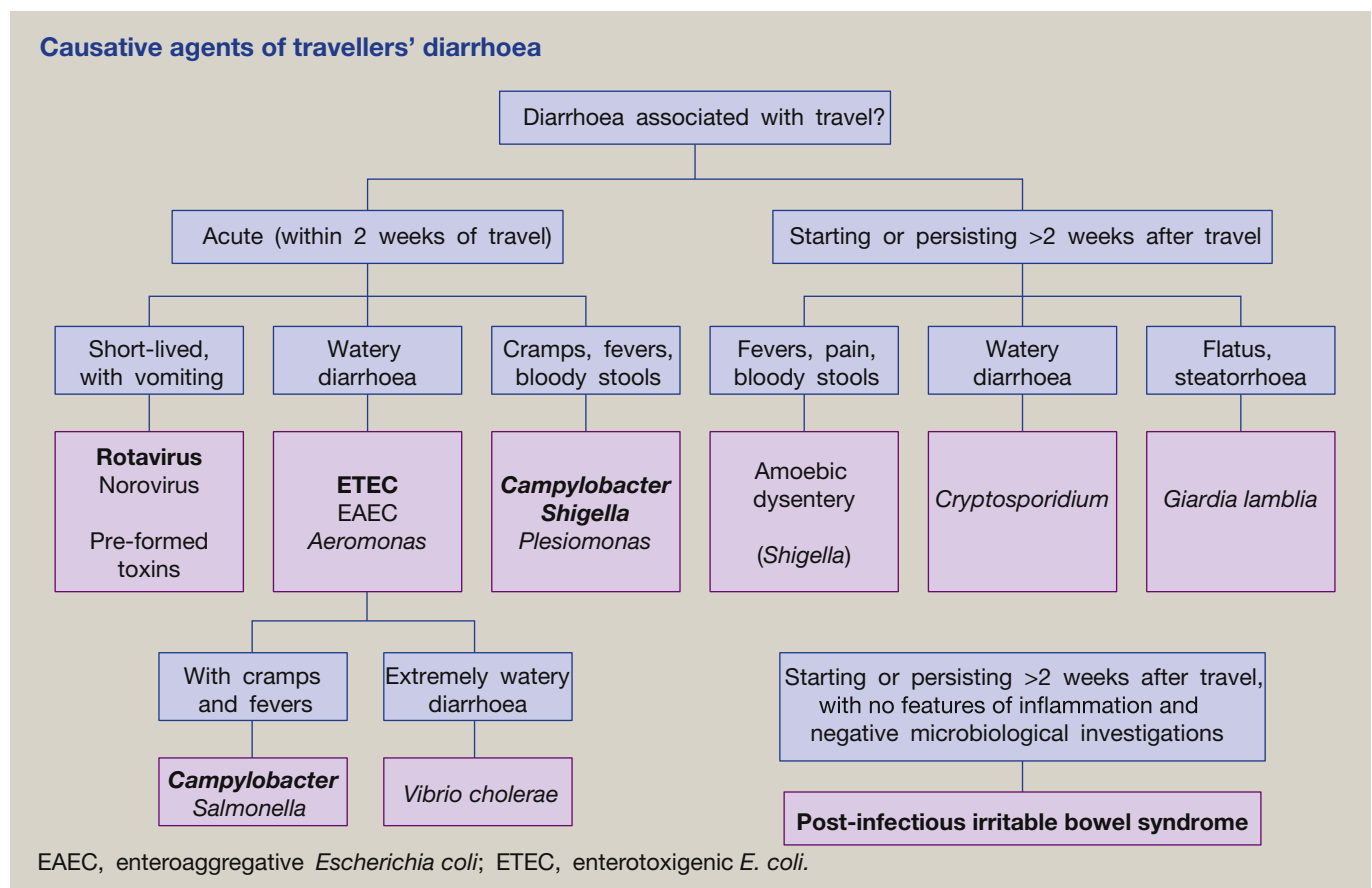 Causative agents of travellers’ diarrhoea
Diarrhoea associated with travel?
Acute (within 2 weeks of travel)
Starting or persisting >2 weeks after travel
Short-lived,
with vomiting
Watery
diarrhoea
Cramps, fevers,
bloody stools
Fevers, pain,
bloody stools
Watery
diarrhoea
Flatus,
steatorrhoea
Rotavirus
Norovirus
Pre-formed
toxins
ETEC
EAEC
Aeromonas
Campylobacter
Shigella
Plesiomonas
Amoebic
dysentery
(Shigella)
Cryptosporidium
Giardia lamblia
With cramps
and fevers
Extremely watery
diarrhoea
Starting or persisting >2 weeks after travel,
with no features of inflammation and
negative microbiological investigations
Campylobacter
Salmonella
Vibrio cholerae
Post-infectious irritable bowel syndrome
EAEC, enteroaggregative Escherichia coli; ETEC, enterotoxigenic E. coli.